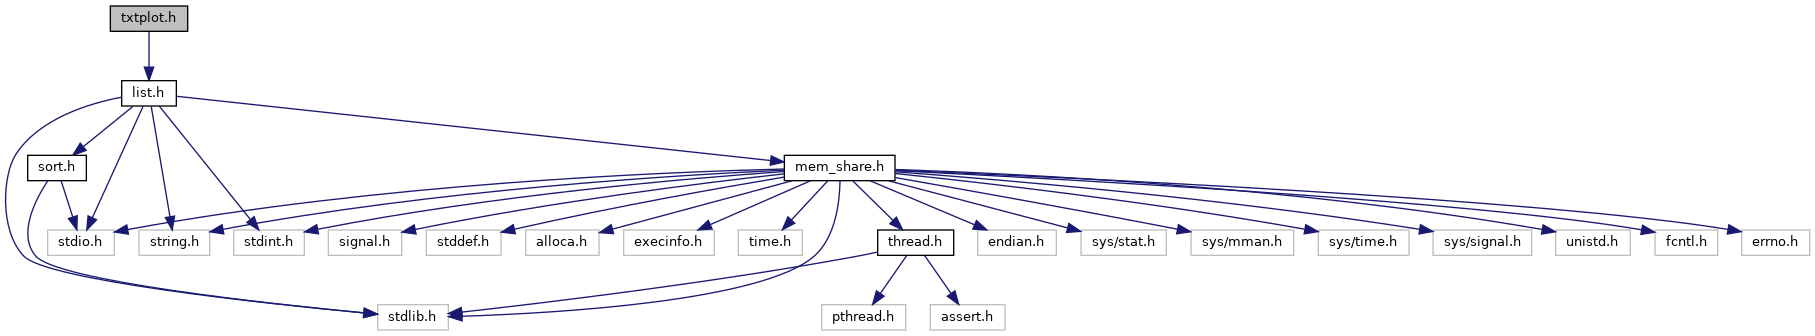 txtplot.h
list.h
sort.h
mem_share.h
stdio.h
string.h
stdint.h
signal.h
stddef.h
alloca.h
execinfo.h
time.h
thread.h
endian.h
sys/stat.h
sys/mman.h
sys/time.h
sys/signal.h
unistd.h
fcntl.h
errno.h
stdlib.h
pthread.h
assert.h